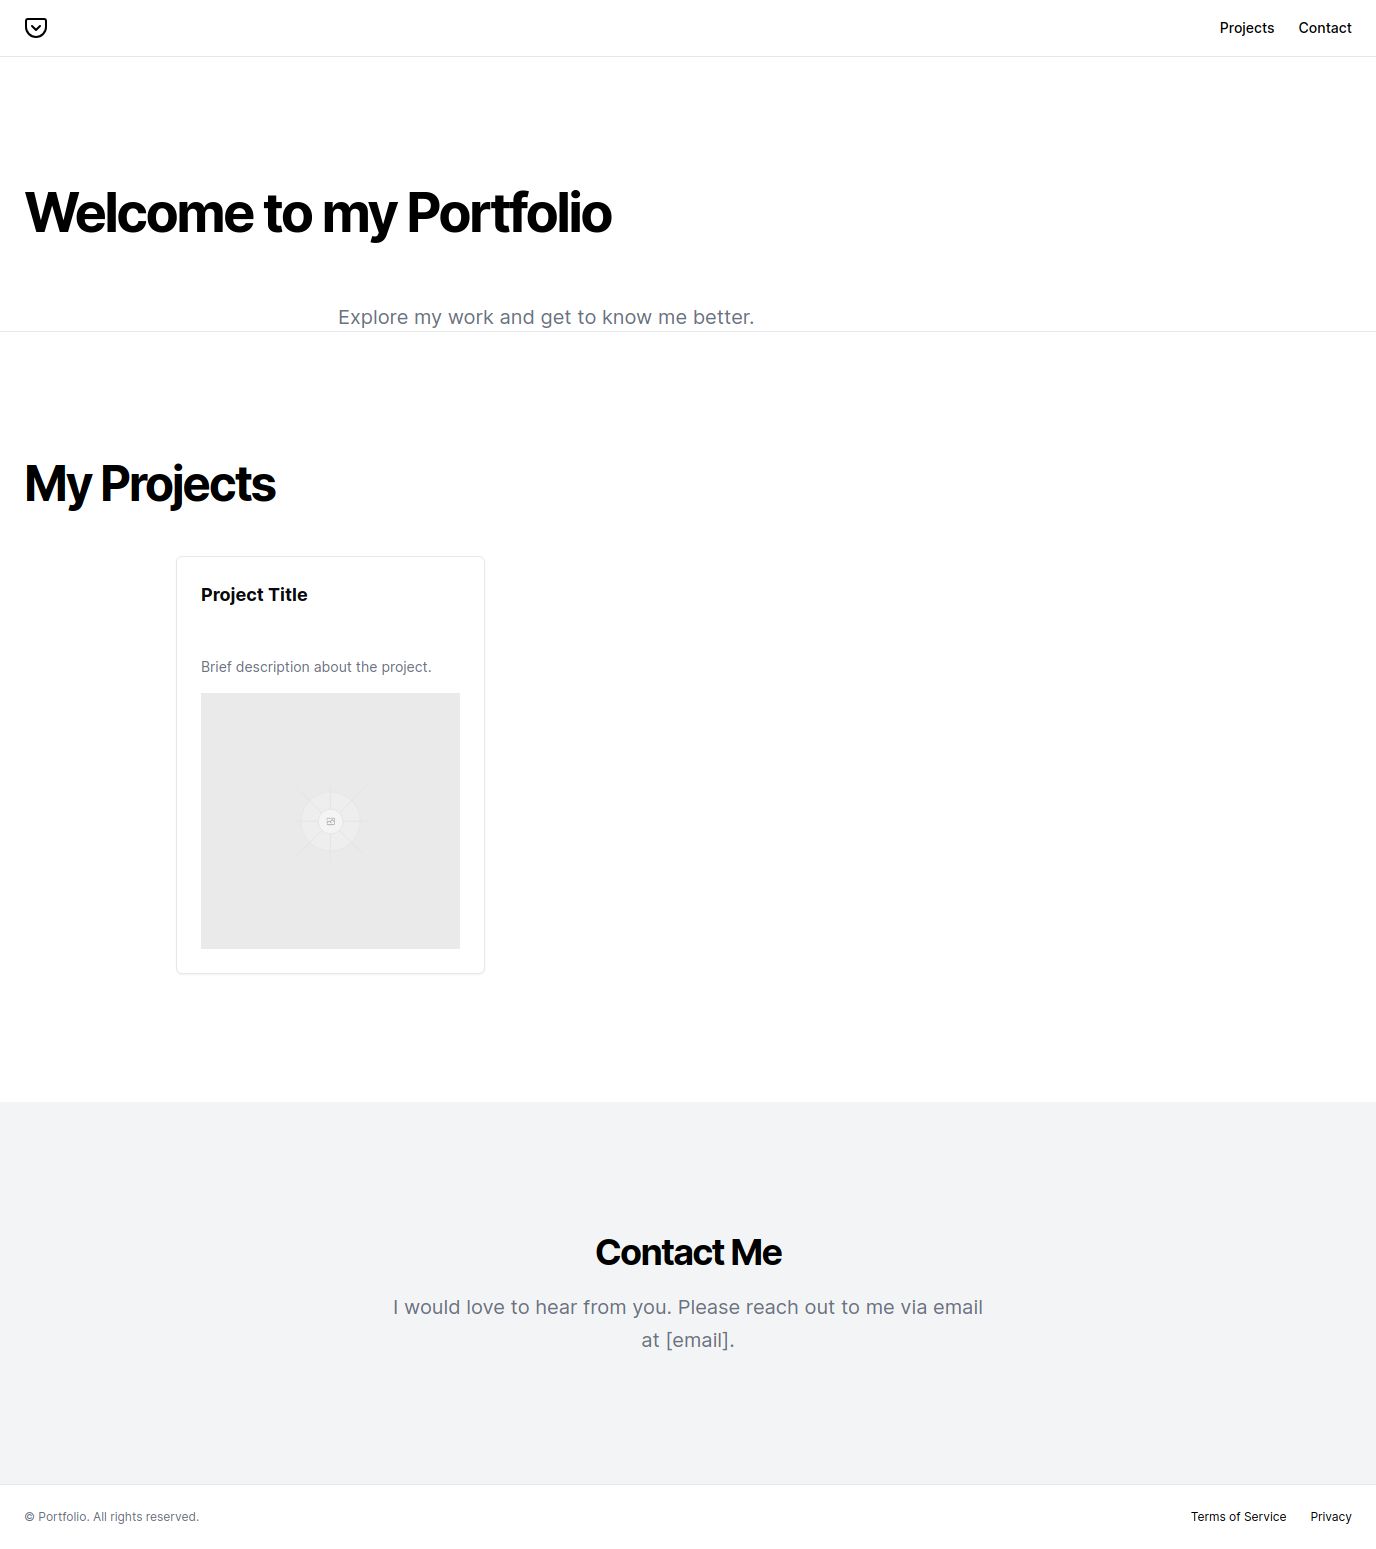 Projects Contact
Welcome to my Portfolio
Explore my work and get to know me better.
My Projects
Project Title
Brief description about the project.
Contact Me
I would love to hear from you. Please reach out to me via email
at [email].
© Portfolio. All rights reserved. Terms of Service Privacy